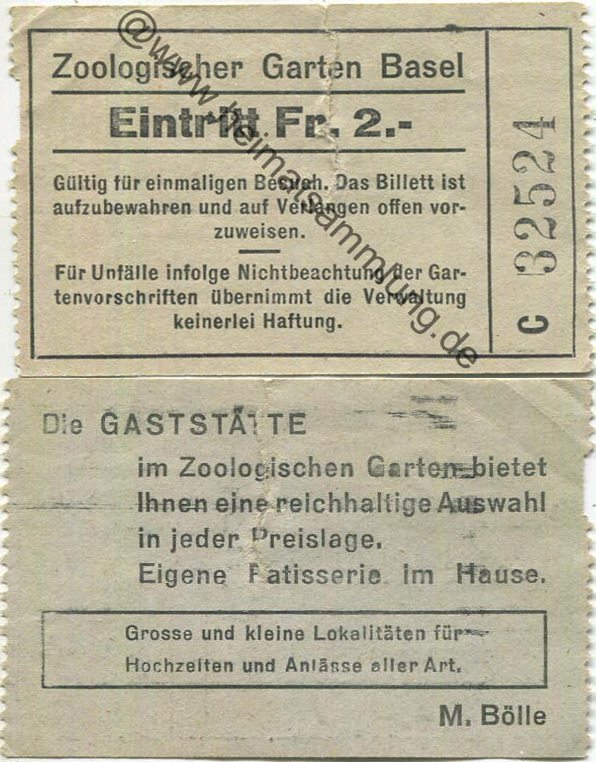 Zoologischer Garten Basel
Eintritt Fr. 2.-
Gültig für einmaligen Besuch. Das Billett ist
aufzubewahren und auf Verlangen offen vor-
zuweisen.
Für Unfälle infolge Nichtbeachtung der Gar-
tenvorschriften übernimmt die Verwaltung
keinerlei Haftung.
C 32524
@www.heimatsammlung.de
Die GASTSTÄTTE
im Zoologischen Garten bietet
Ihnen eine reichhaltige Auswahl
in jeder Preislage.
Eigene Patisserie im Hause.
Grosse und kleine Lokalitäten für
Hochzeiten und Anlässe aller Art.
M. Bölle